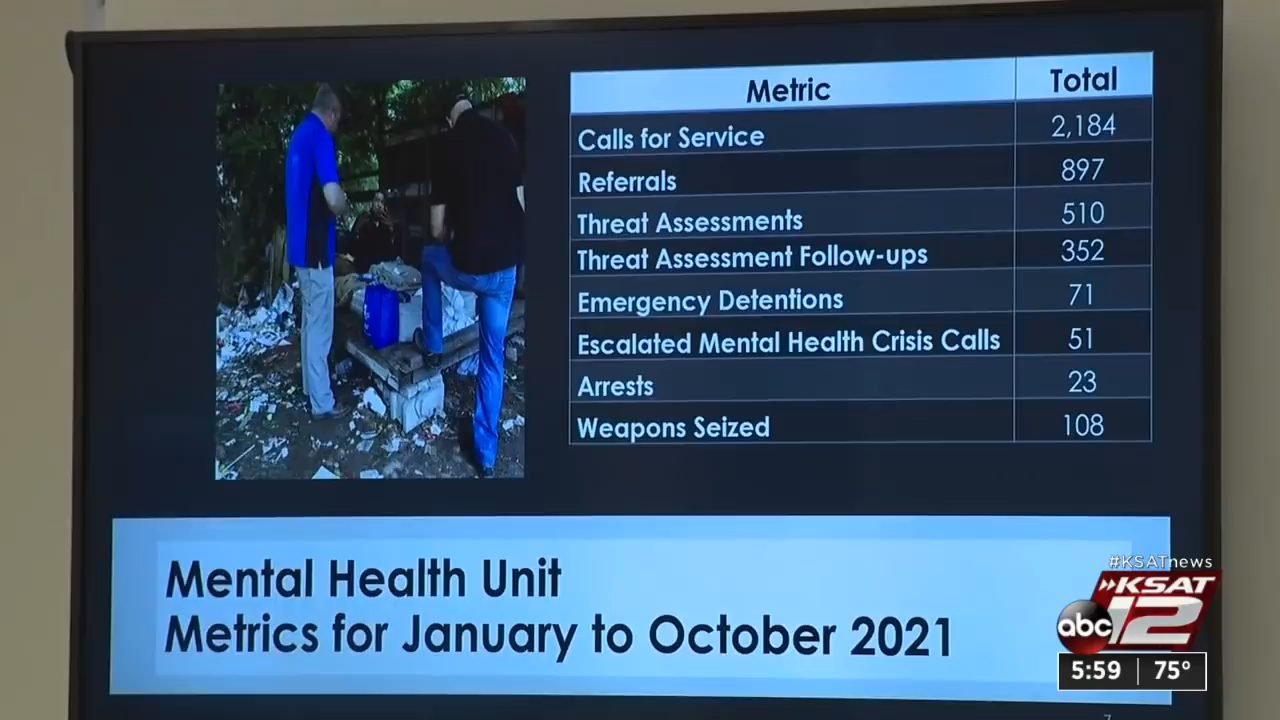 Metric Total
Calls for Service 2,184
Referrals 897
Threat Assessments 510
Threat Assessment Follow-ups 352
Emergency Detentions 71
Escalated Mental Health Crisis Calls 51
Arrests 23
Weapons Seized 108
Mental Health Unit
Metrics for January to October 2021
#KSATnews
KSAT
abc 12
5:59 75°